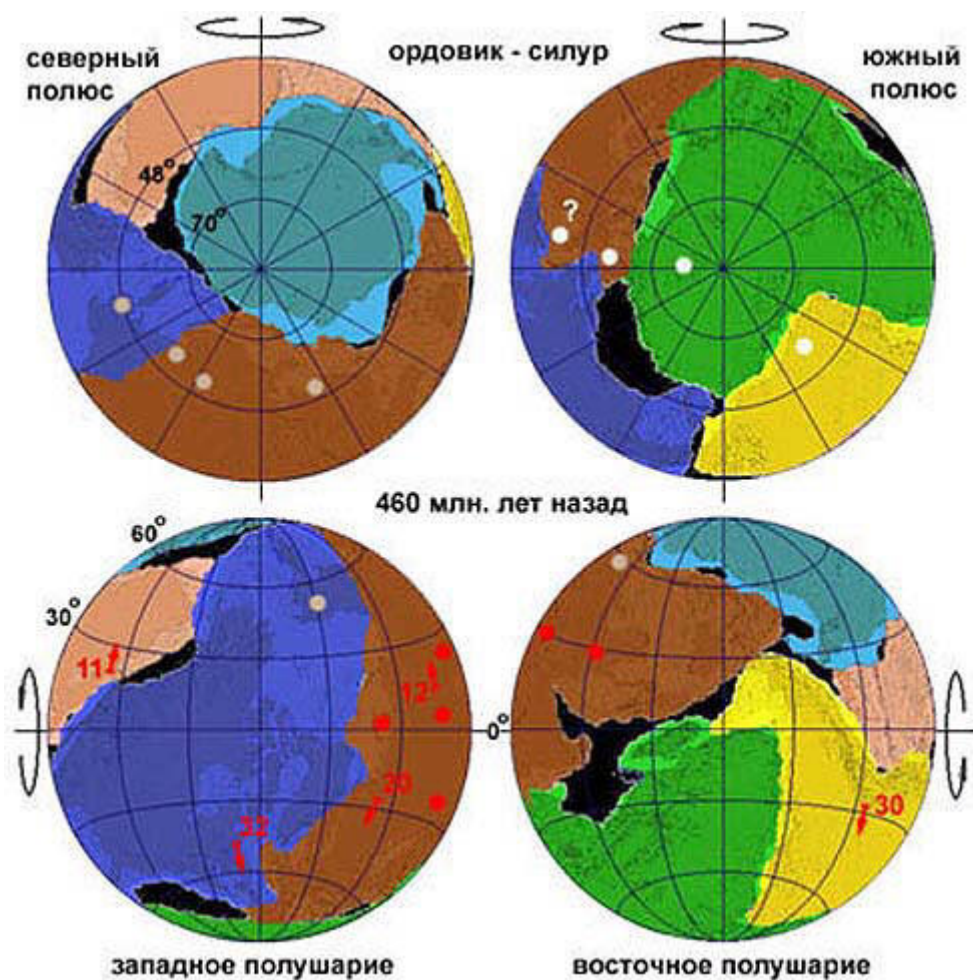 северный
полюс
ордовик - силур
южный
полюс
48°
70°
?
460 млн. лет назад
60°
30°
11
12
0°
20
32
30
западное полушарие
восточное полушарие